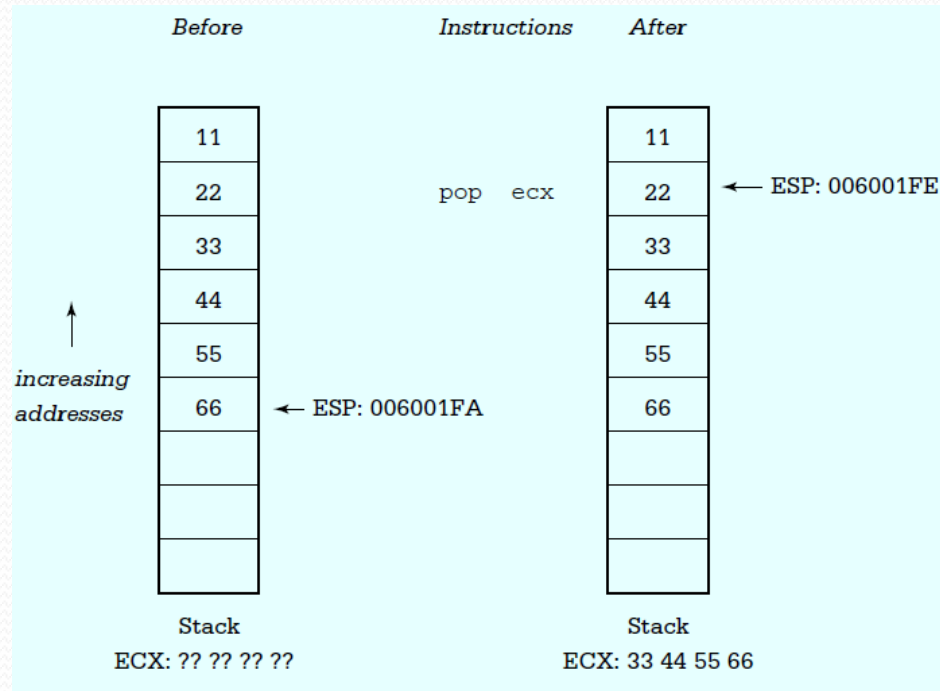 Before Instructions After
11 11
22 pop ecx 22 ESP: 006001FE
33 33
44 44
55 55
increasing
addresses 66 ESP: 006001FA 66
Stack Stack
ECX: ?? ?? ?? ?? ECX: 33 44 55 66